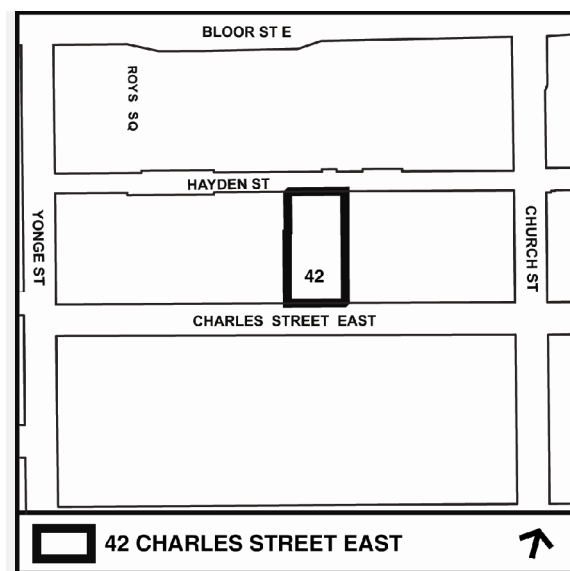 BLOOR ST E
ROYS SQ
HAYDEN ST
YONGE ST
CHURCH ST
42
CHARLES STREET EAST
42 CHARLES STREET EAST